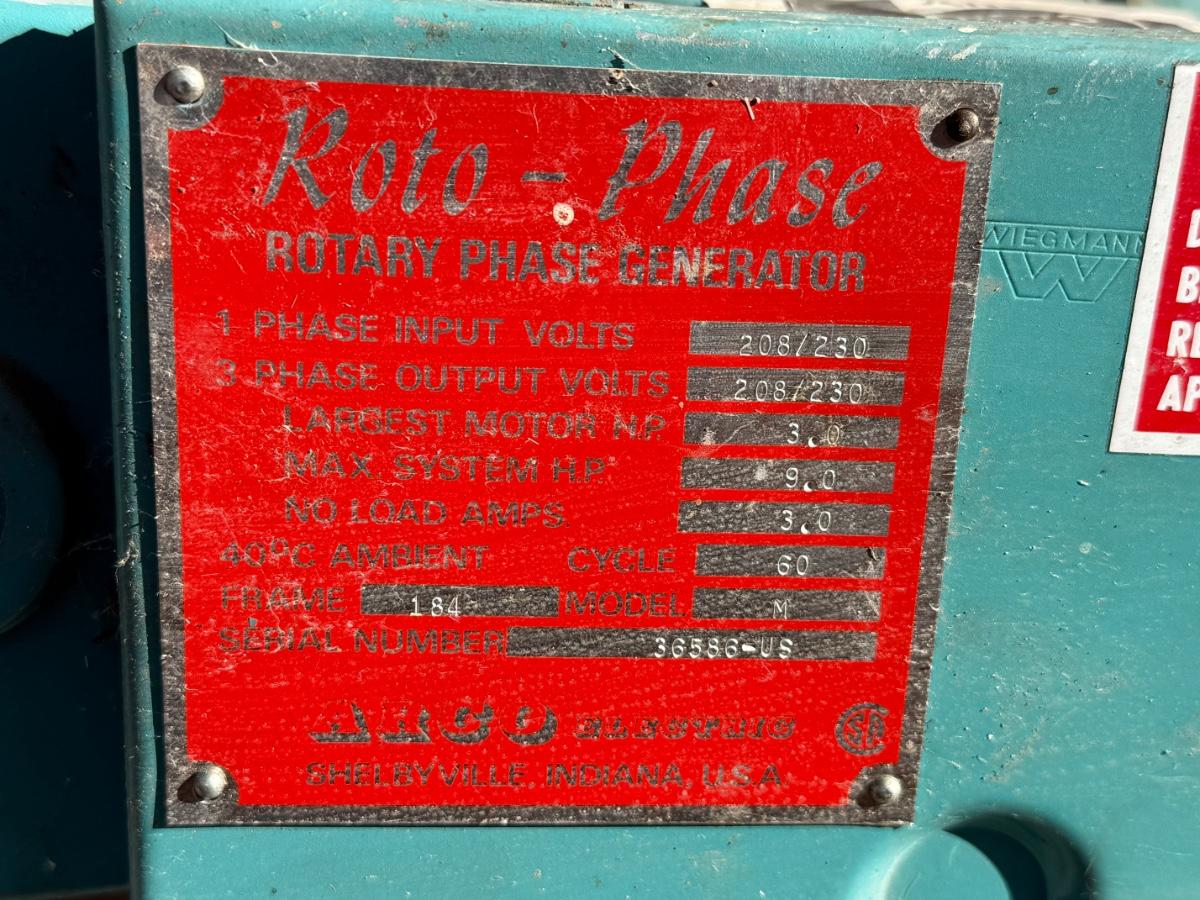 Roto - Phase
ROTARY PHASE GENERATOR
1 PHASE INPUT VOLTS 208/230
3 PHASE OUTPUT VOLTS 208/230
LARGEST MOTOR H.P. 3.0
MAX. SYSTEM H.P. 9.0
NO LOAD AMPS. 3.0
40°C AMBIENT CYCLE 60
FRAME 184 MODEL M
SERIAL NUMBER 36586-US
ARCO ELECTRIC
SHELBYVILLE, INDIANA, U.S.A.
WIEGMANN
W